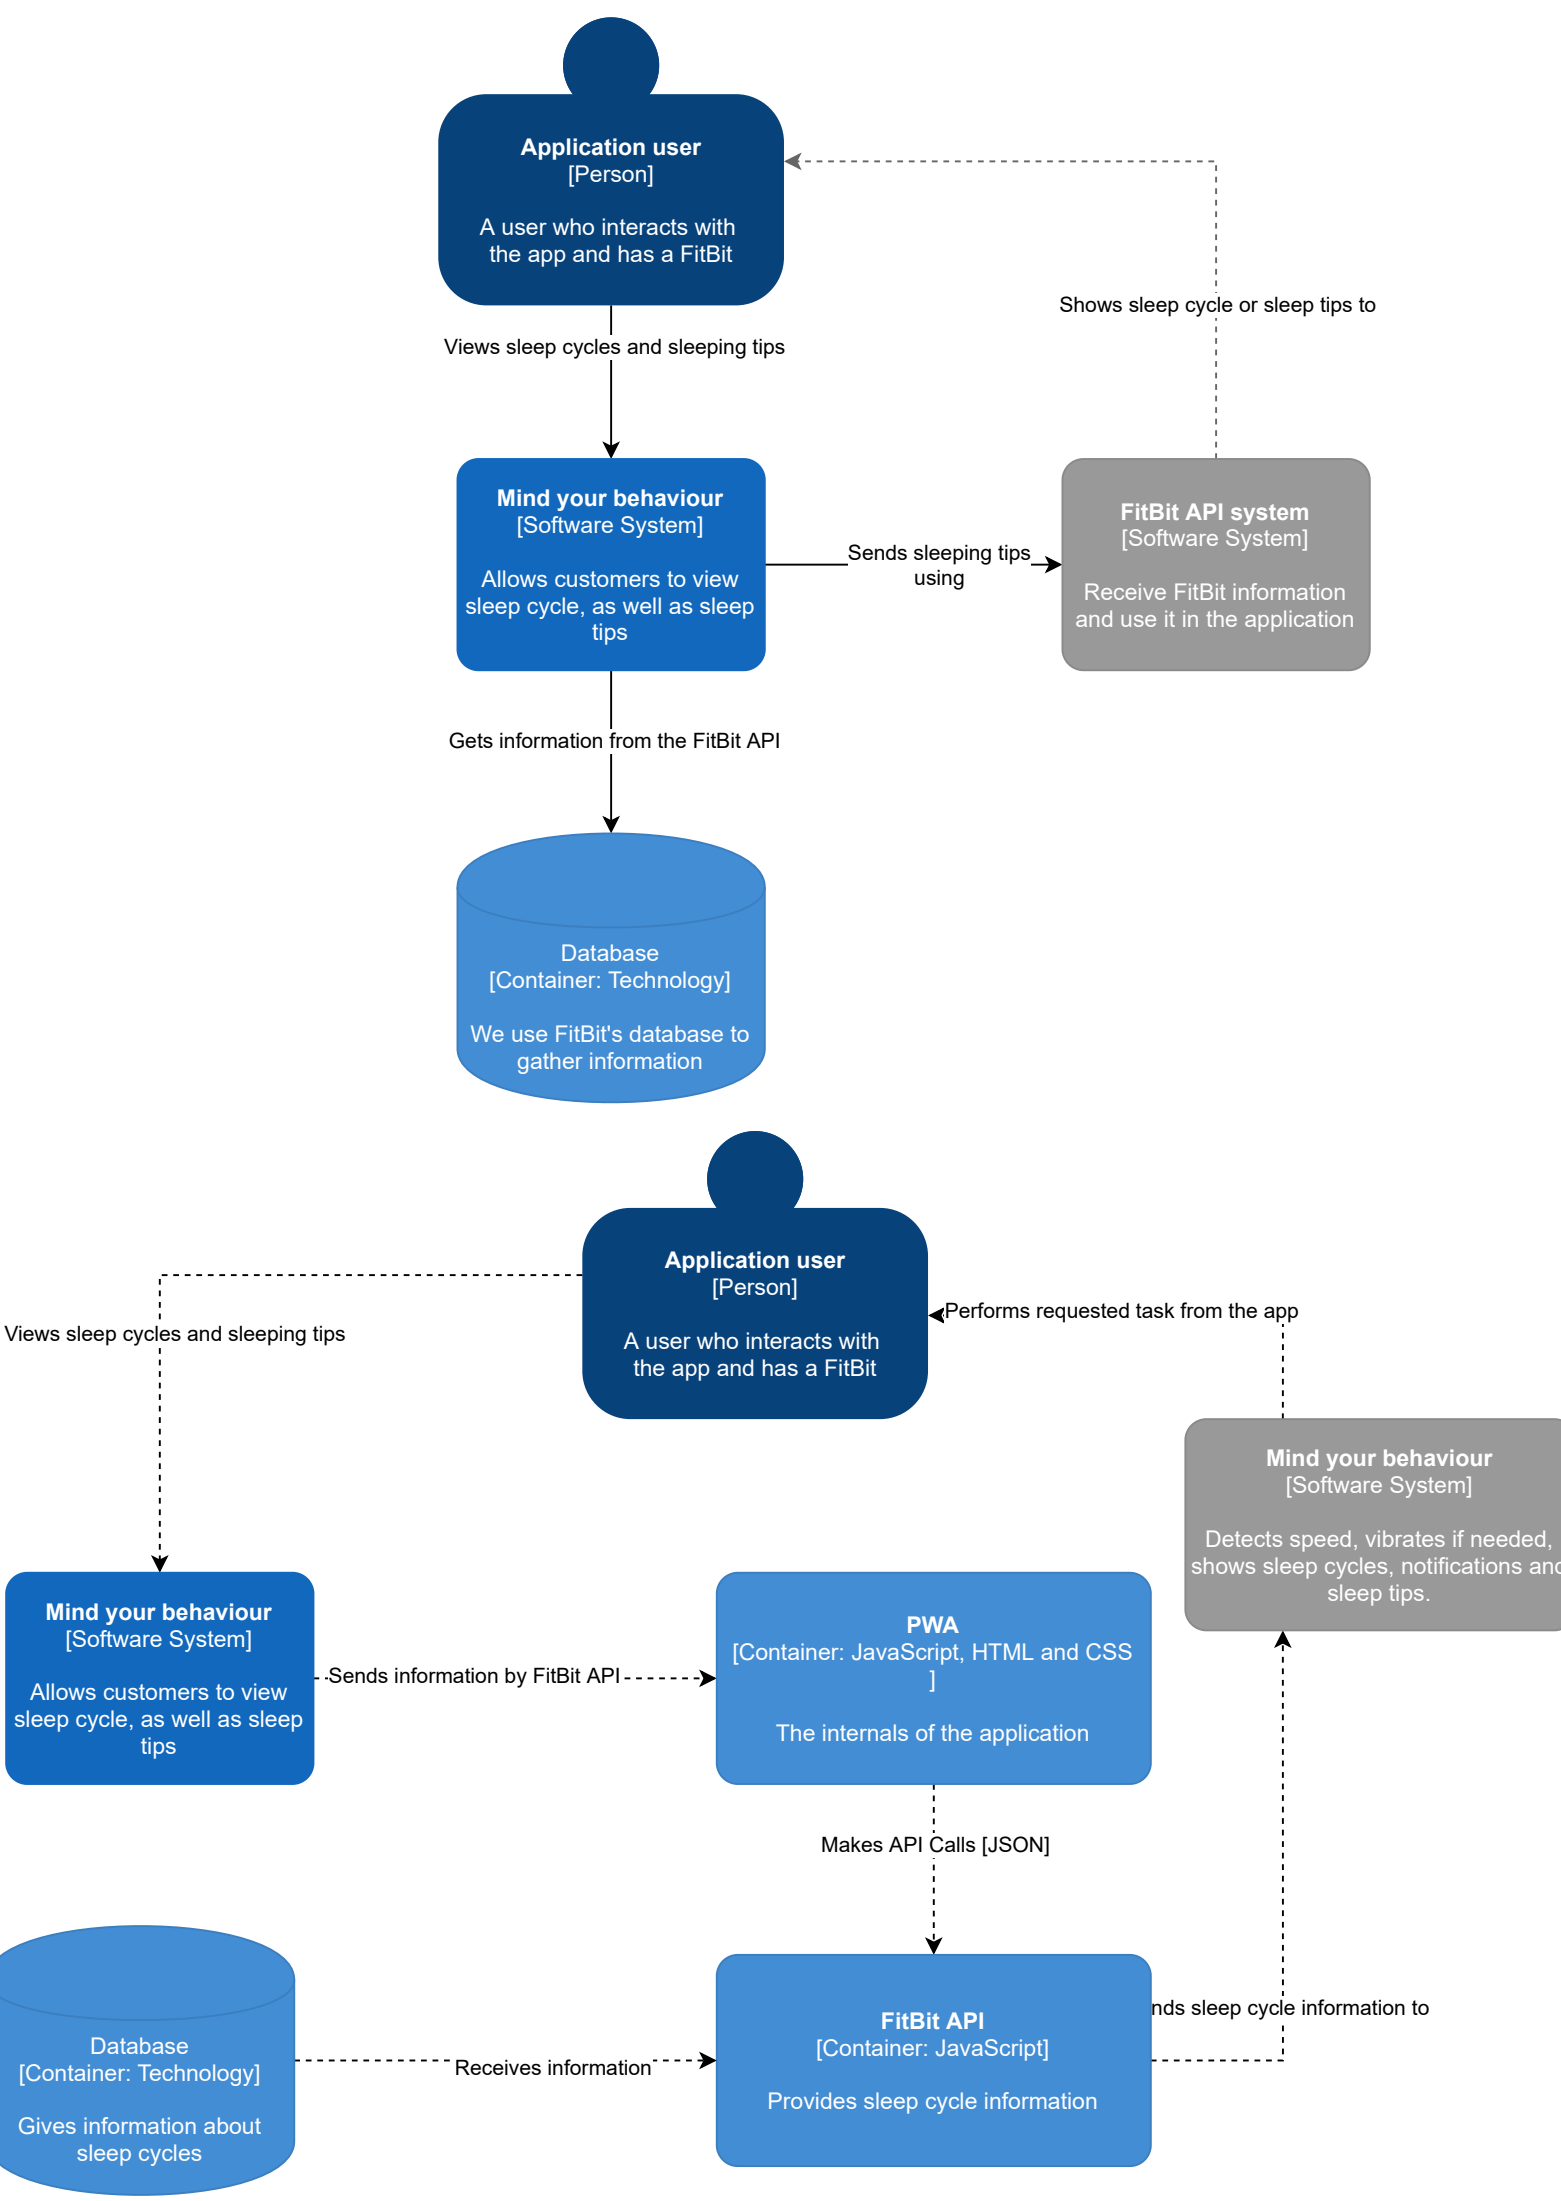 Application user
[Person]
A user who interacts with
the app and has a FitBit
Shows sleep cycle or sleep tips to
Views sleep cycles and sleeping tips
Mind your behaviour
[Software System]
Allows customers to view
sleep cycle, as well as sleep
tips
Sends sleeping tips
using
FitBit API system
[Software System]
Receive FitBit information
and use it in the application
Gets information from the FitBit API
Database
[Container: Technology]
We use FitBit's database to
gather information
Application user
[Person]
A user who interacts with
the app and has a FitBit
Views sleep cycles and sleeping tips
Performs requested task from the app
Mind your behaviour
[Software System]
Detects speed, vibrates if needed,
shows sleep cycles, notifications and
sleep tips.
Mind your behaviour
[Software System]
Allows customers to view
sleep cycle, as well as sleep
tips
Sends information by FitBit API
PWA
[Container: JavaScript, HTML and CSS
]
The internals of the application
Makes API Calls [JSON]
Database
[Container: Technology]
Gives information about
sleep cycles
Receives information
FitBit API
[Container: JavaScript]
Provides sleep cycle information
nds sleep cycle information to